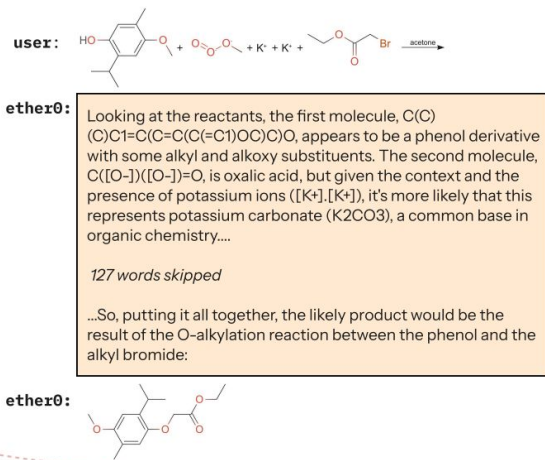 user:
HO
O
+
O
O
O
+ K⁺ + K⁺ +
O
O
Br
acetone
ether0:
Looking at the reactants, the first molecule, C(C)
(C)C1=C(C=C(C(=C1)OC)C)O, appears to be a phenol derivative
with some alkyl and alkoxy substituents. The second molecule,
C([O-])([O-])=O, is oxalic acid, but given the context and the
presence of potassium ions ([K+].[K+]), it's more likely that this
represents potassium carbonate (K2CO3), a common base in
organic chemistry....
127 words skipped
...So, putting it all together, the likely product would be the
result of the O-alkylation reaction between the phenol and the
alkyl bromide:
ether0:
O
O
O
O